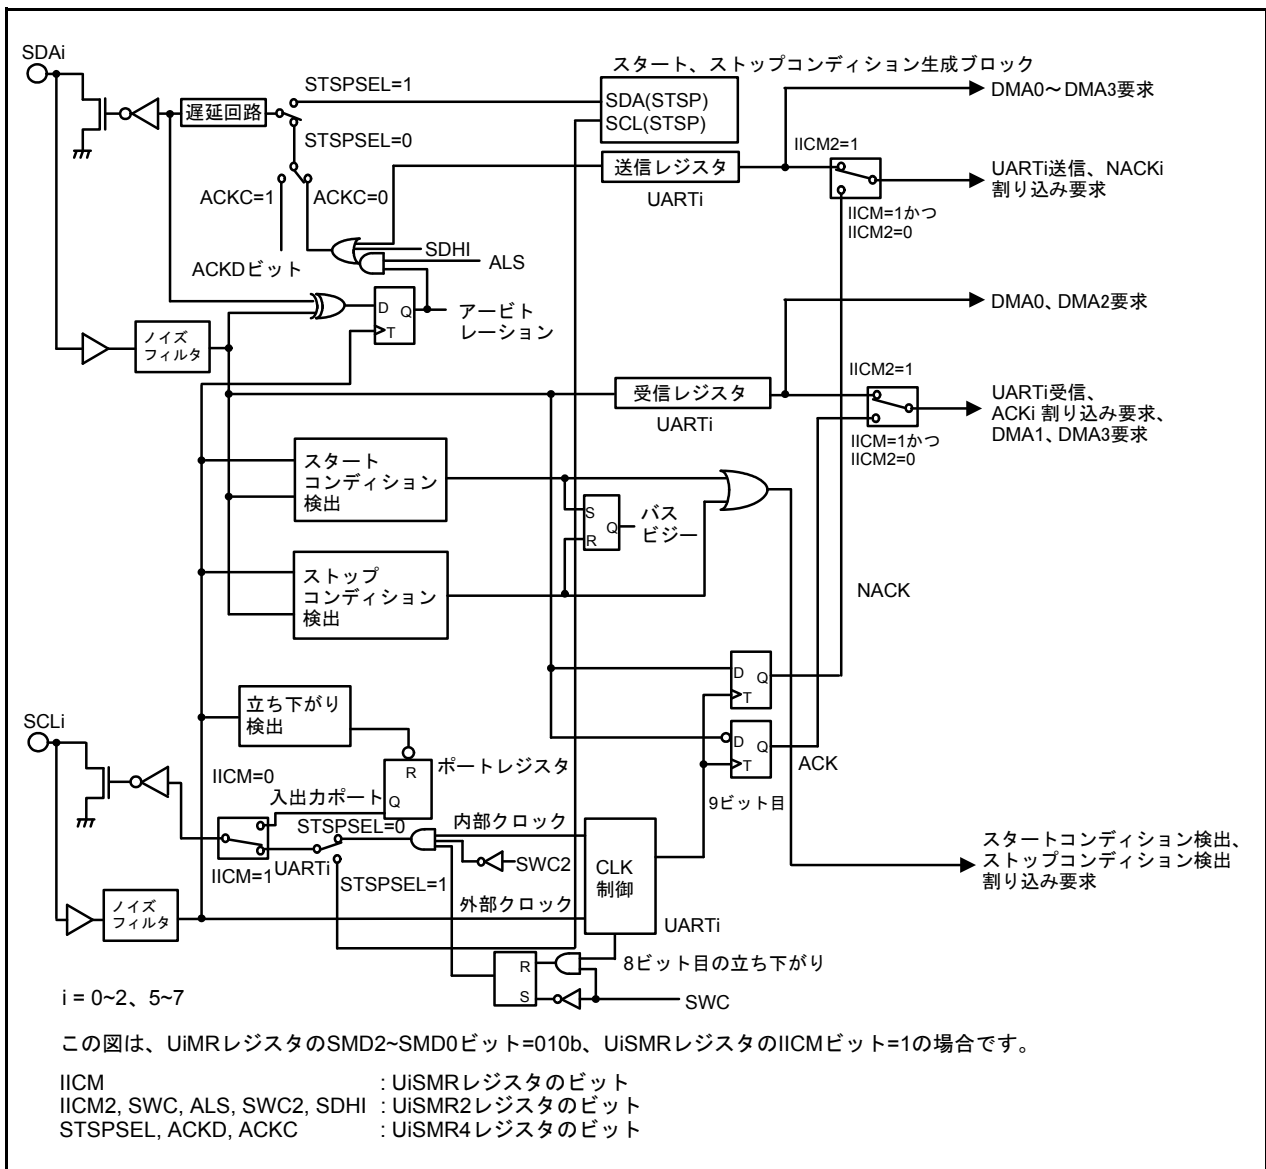 SDAi
スタート、ストップコンディション生成ブロック
STSPSEL=1
DMA0～DMA3要求
SDA(STSP)
SCL(STSP)
遅延回路
STSPSEL=0
IICM2=1
送信レジスタ
UARTi
UARTi送信、NACKi
割り込み要求
ACKC=1
ACKC=0
IICM=1かつ
IICM2=0
SDHI
ALS
ACKDビット
D
Q
T
アービト
レーション
DMA0、DMA2要求
ノイズ
フィルタ
IICM2=1
受信レジスタ
UARTi
UARTi受信、
ACKi 割り込み要求、
DMA1、DMA3要求
IICM=1かつ
IICM2=0
スタート
コンディション
検出
S
Q
R
バス
ビジー
ストップ
コンディション
検出
NACK
D
Q
T
立ち下がり
検出
SCLi
D
Q
T
ACK
R
Q
ポートレジスタ
IICM=0
入出力ポート
9ビット目
STSPSEL=0
内部クロック
IICM=1
UARTi
SWC2
CLK
制御
STSPSEL=1
スタートコンディション検出、
ストップコンディション検出
割り込み要求
ノイズ
フィルタ
外部クロック
UARTi
R
S
8ビット目の立ち下がり
SWC
i = 0~2、5~7
この図は、UiMRレジスタのSMD2~SMD0ビット=010b、UiSMRレジスタのIICMビット=1の場合です。
IICM : UiSMRレジスタのビット
IICM2, SWC, ALS, SWC2, SDHI : UiSMR2レジスタのビット
STSPSEL, ACKD, ACKC : UiSMR4レジスタのビット